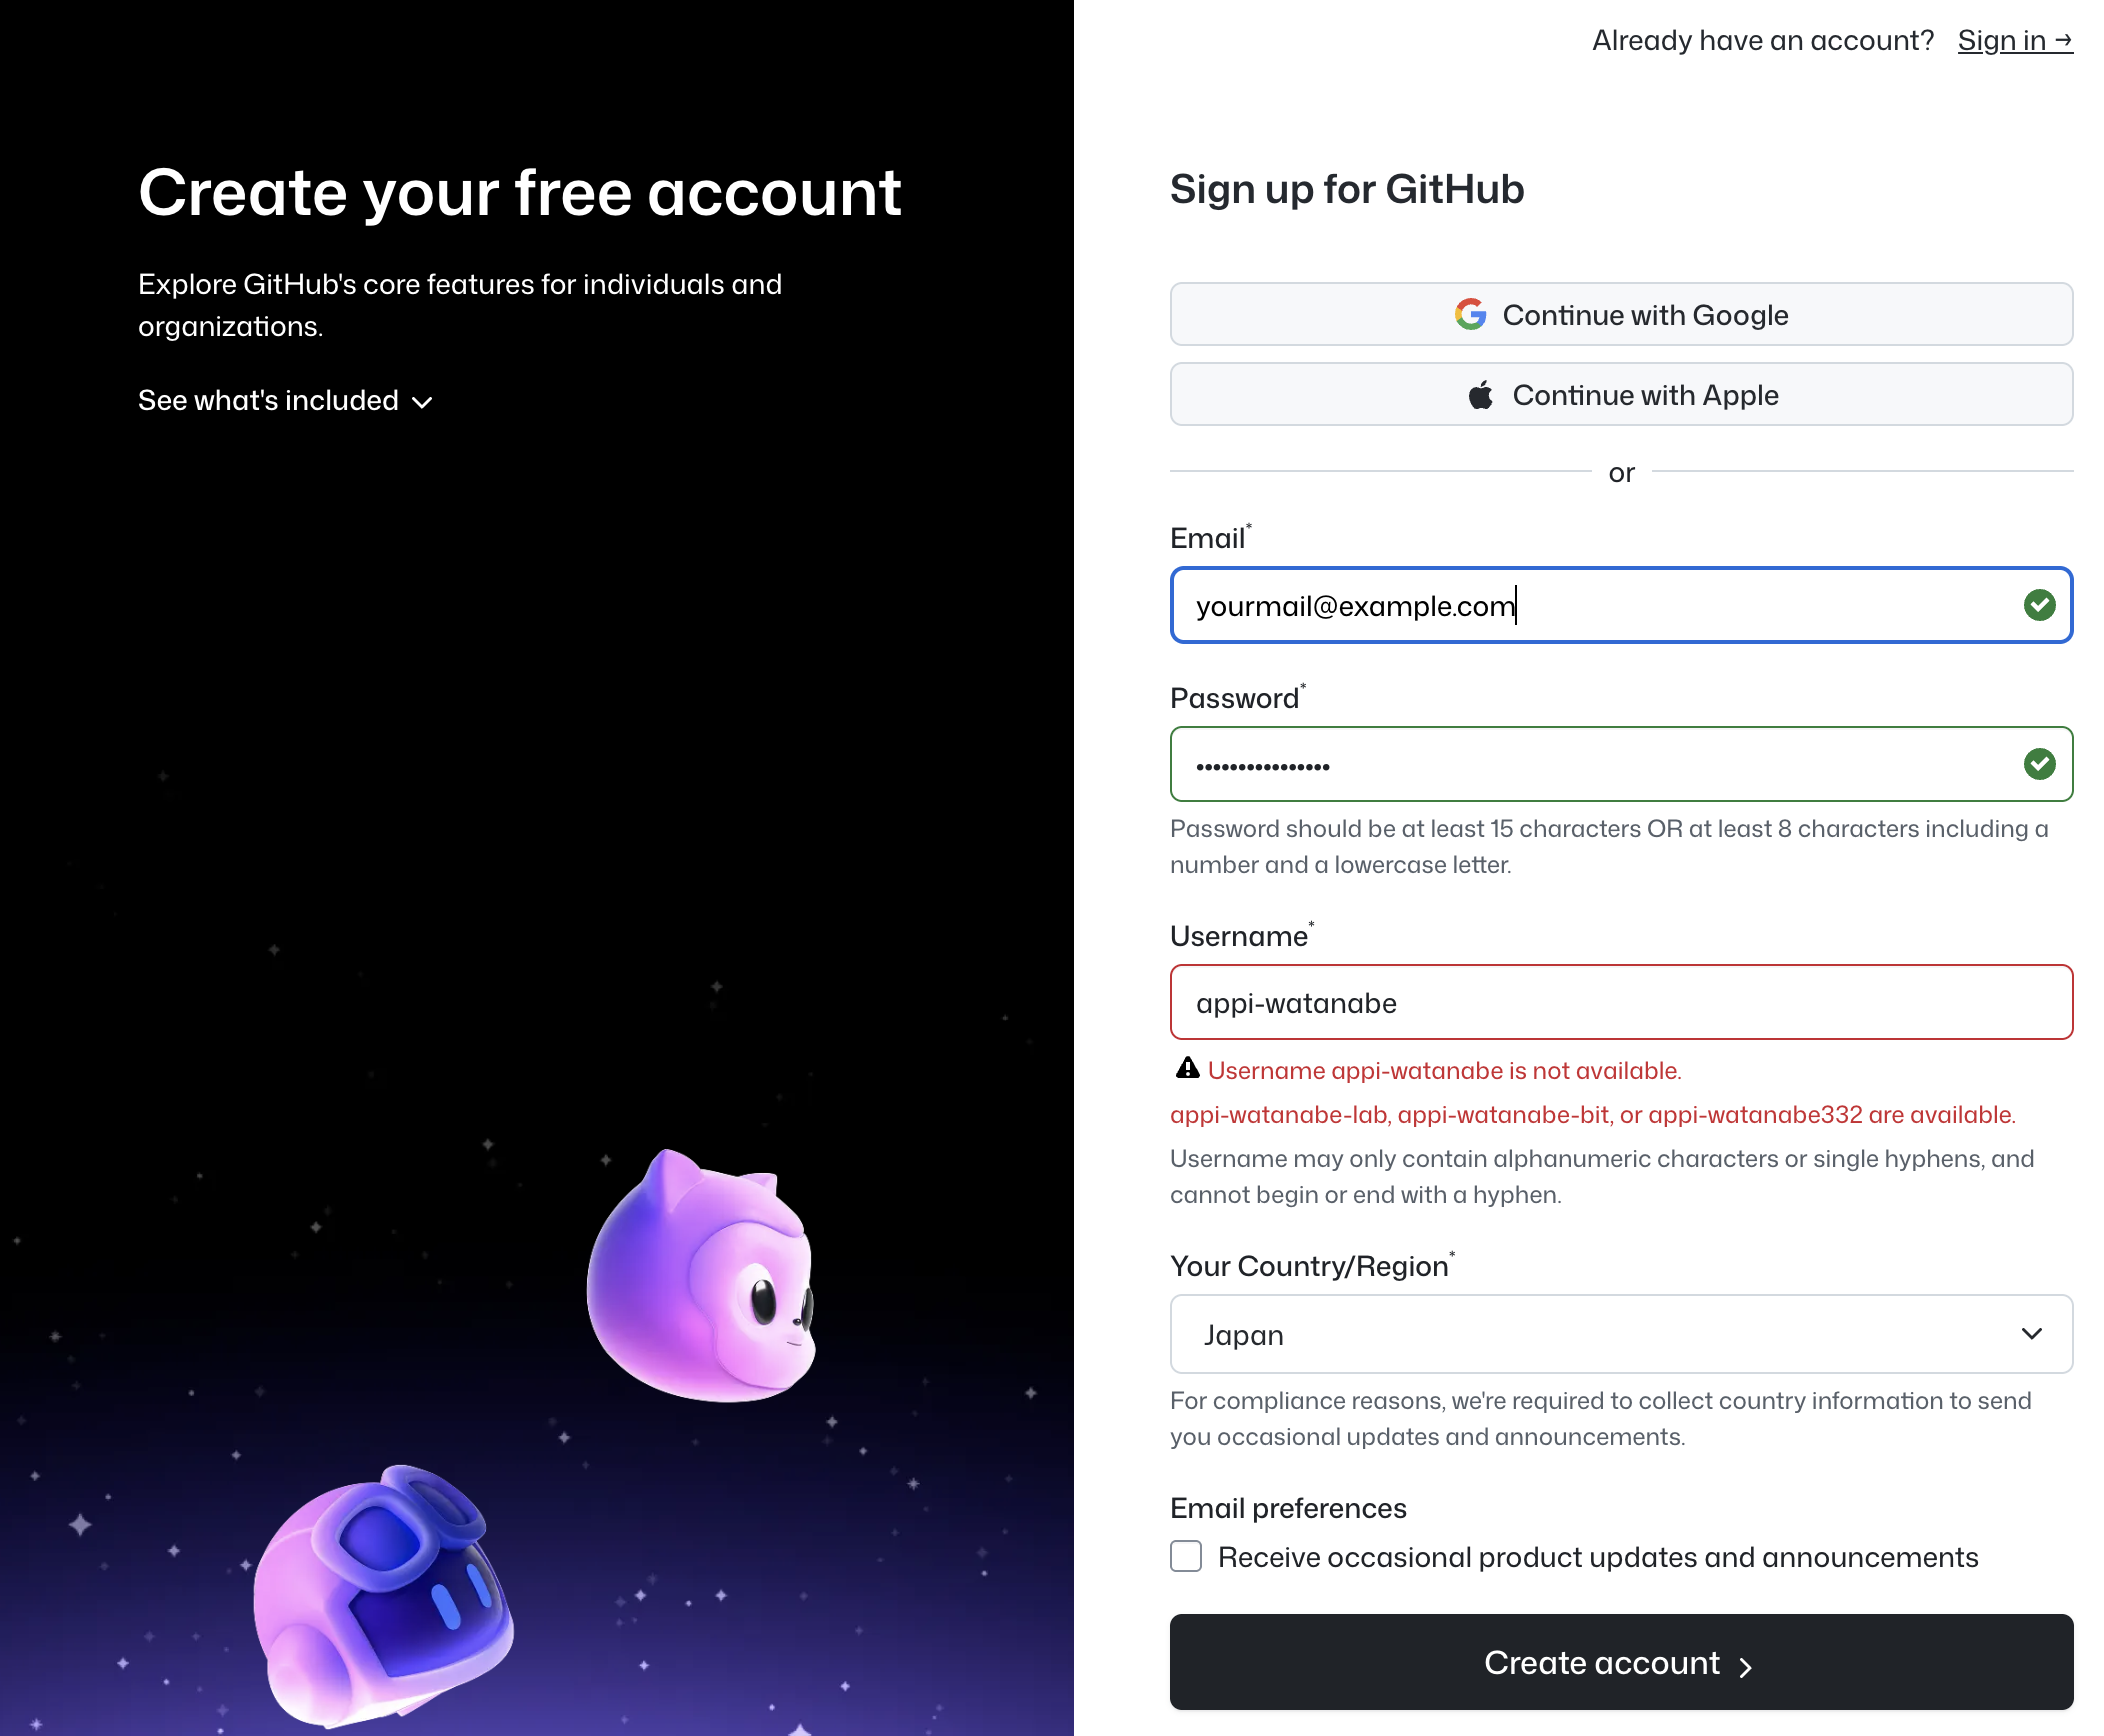 Already have an account? Sign in →
Create your free account
Explore GitHub's core features for individuals and
organizations.
See what's included
Sign up for GitHub
Continue with Google
Continue with Apple
or
Email*
yourmail@example.com
Password*
••••••••••••••••
Password should be at least 15 characters OR at least 8 characters including a
number and a lowercase letter.
Username*
appi-watanabe
Username appi-watanabe is not available.
appi-watanabe-lab, appi-watanabe-bit, or appi-watanabe332 are available.
Username may only contain alphanumeric characters or single hyphens, and
cannot begin or end with a hyphen.
Your Country/Region*
Japan
For compliance reasons, we're required to collect country information to send
you occasional updates and announcements.
Email preferences
Receive occasional product updates and announcements
Create account